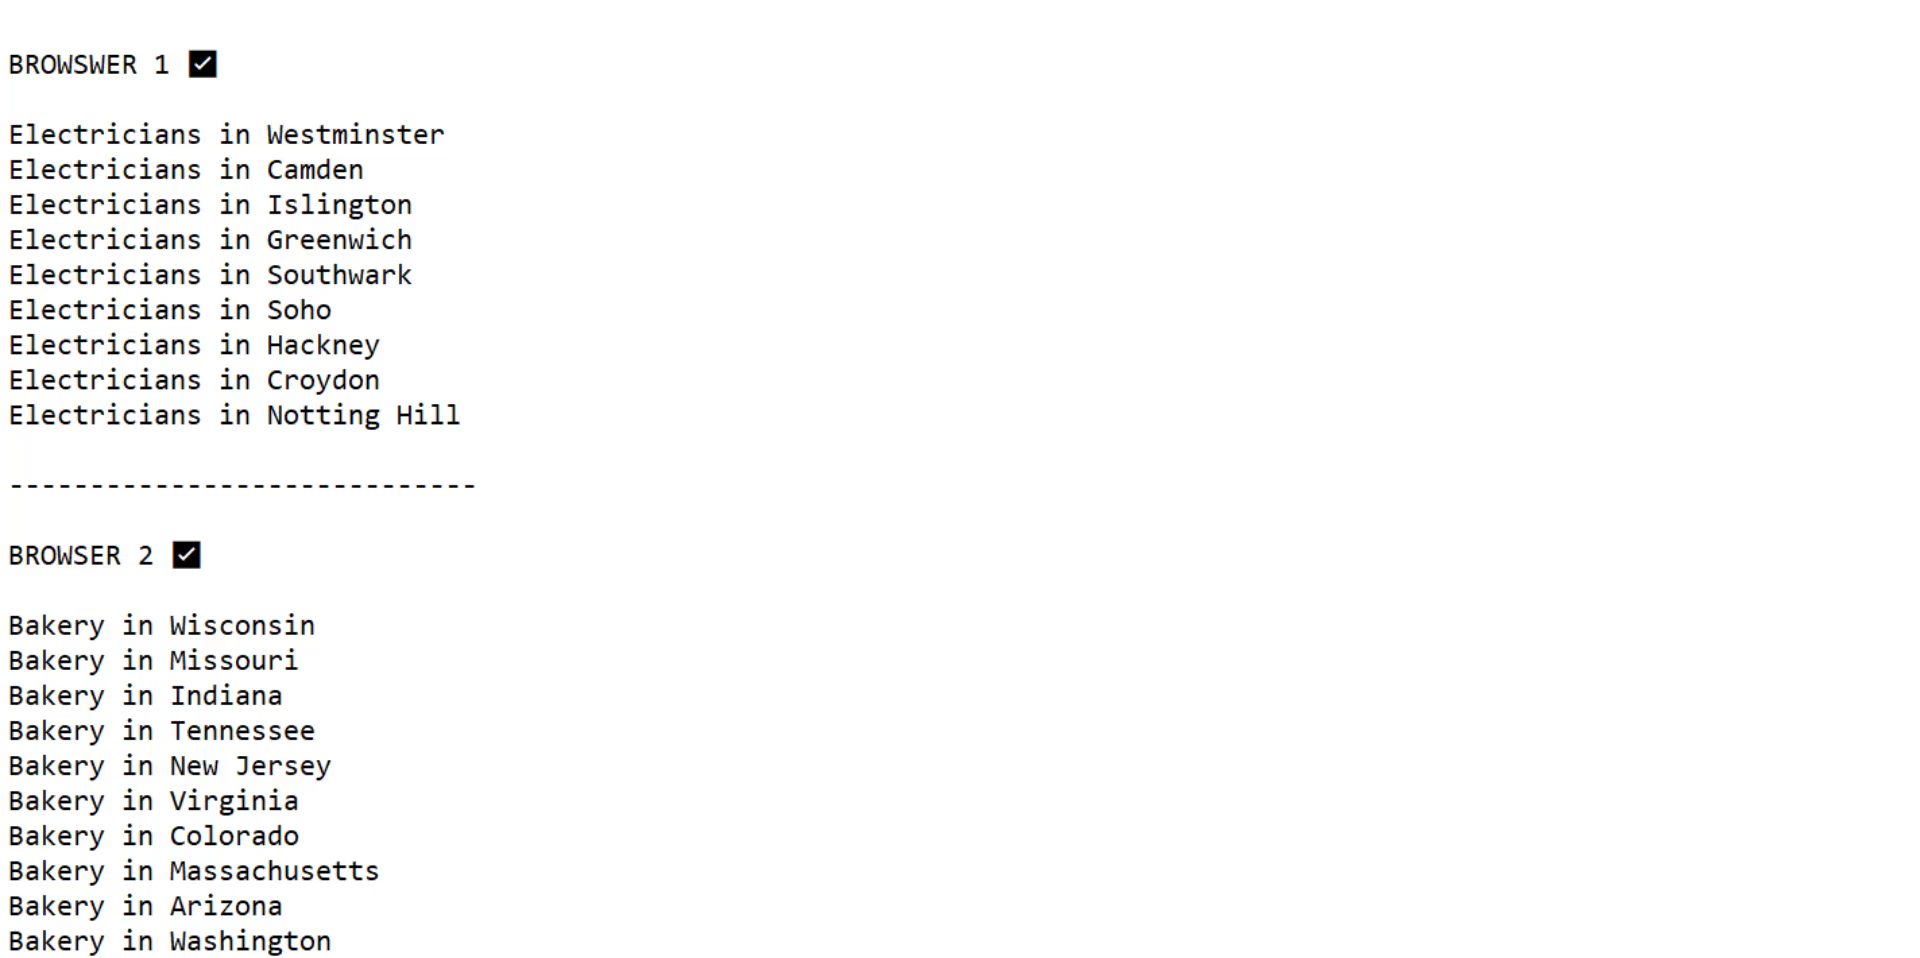 BROWSWER 1 ✅
Electricians in Westminster
Electricians in Camden
Electricians in Islington
Electricians in Greenwich
Electricians in Southwark
Electricians in Soho
Electricians in Hackney
Electricians in Croydon
Electricians in Notting Hill
-----------------------------
BROWSER 2 ✅
Bakery in Wisconsin
Bakery in Missouri
Bakery in Indiana
Bakery in Tennessee
Bakery in New Jersey
Bakery in Virginia
Bakery in Colorado
Bakery in Massachusetts
Bakery in Arizona
Bakery in Washington